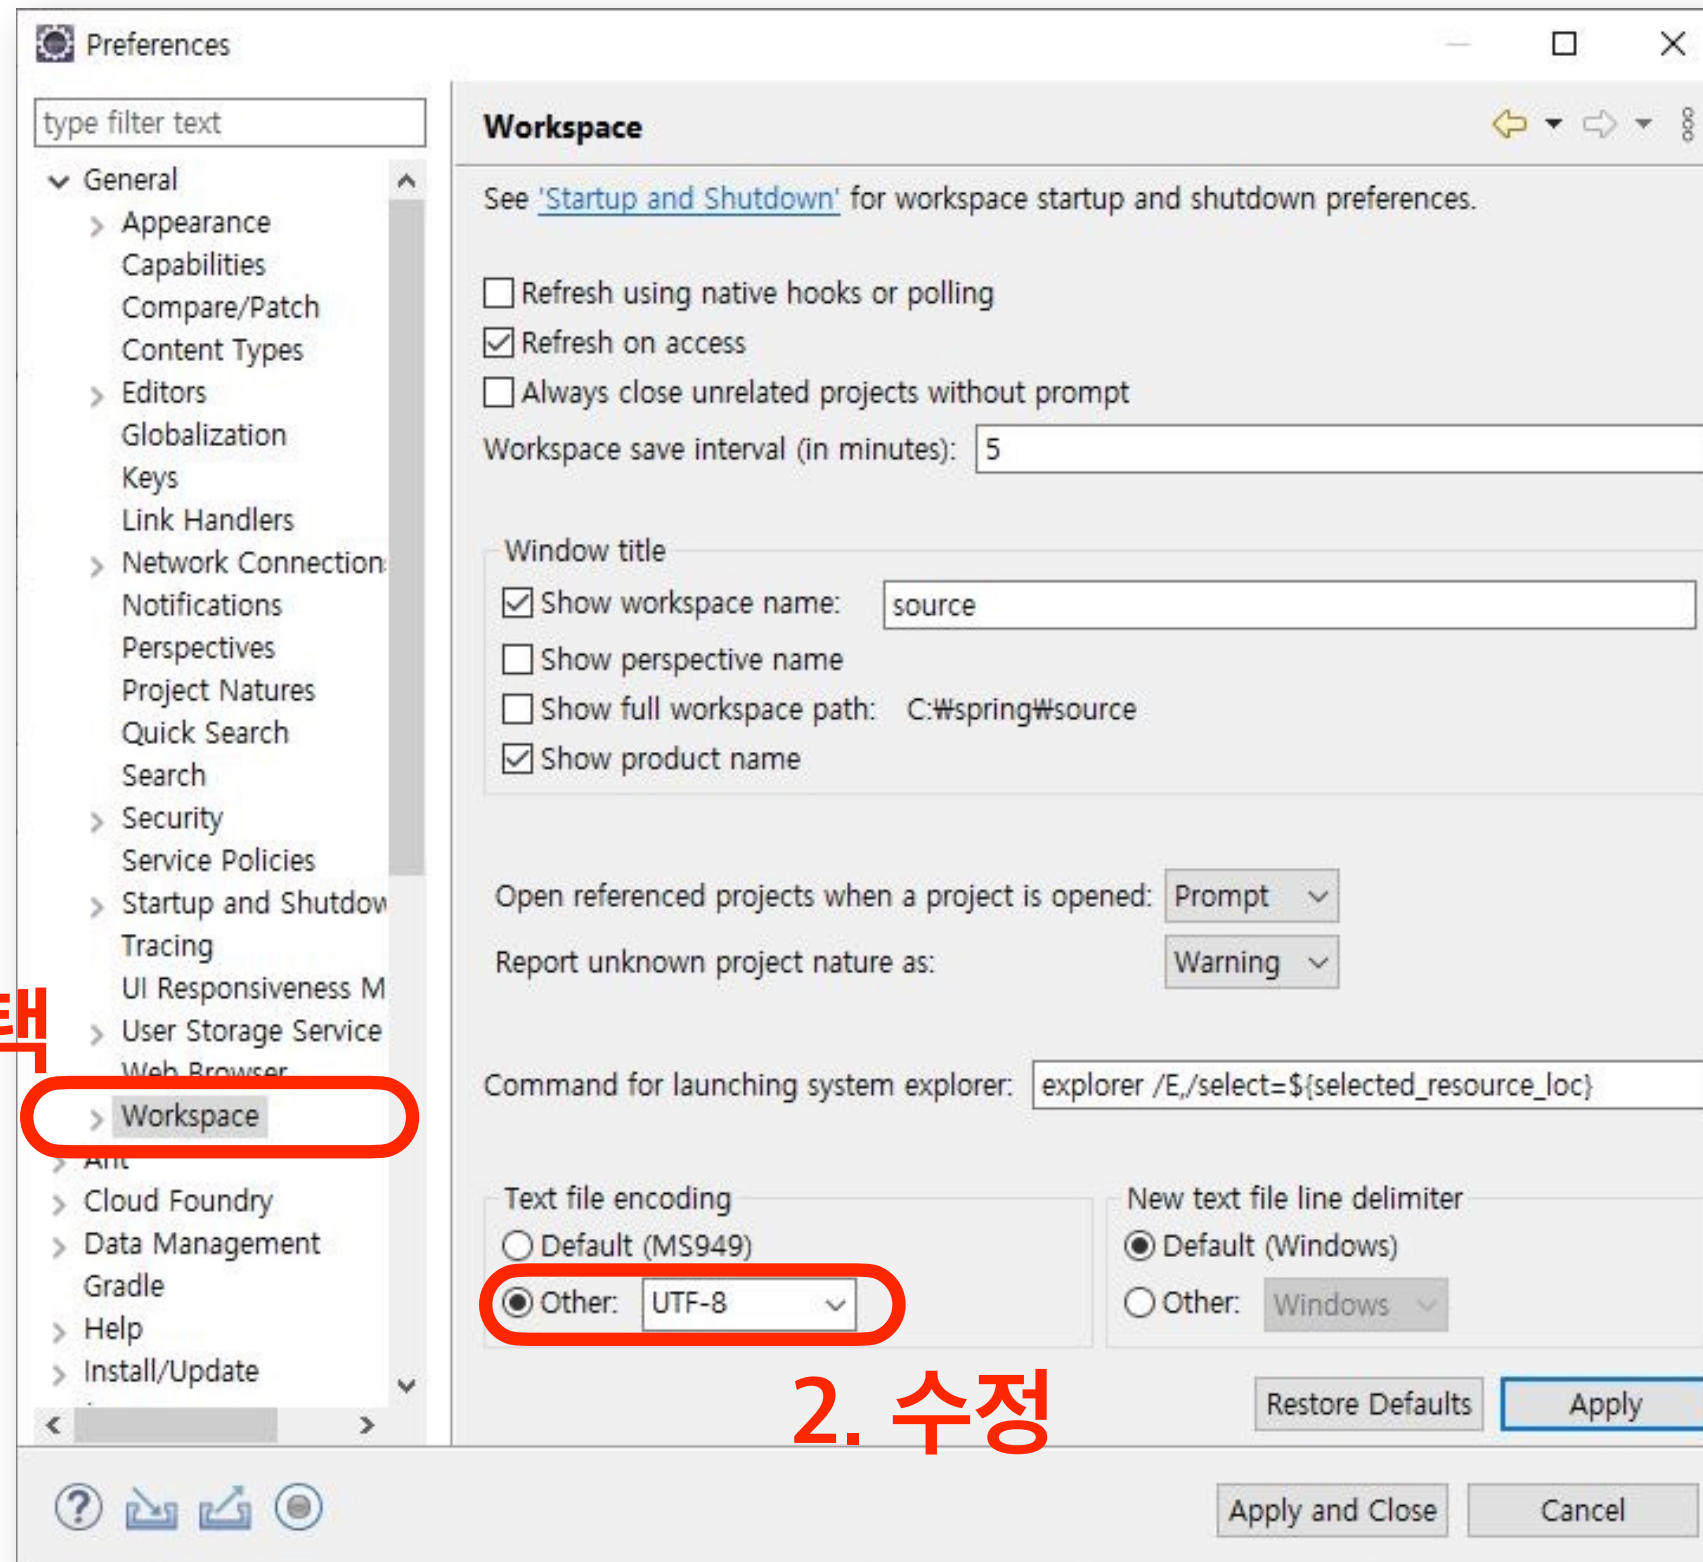 Preferences
type filter text
General
Appearance
Capabilities
Compare/Patch
Content Types
Editors
Globalization
Keys
Link Handlers
Network Connection
Notifications
Perspectives
Project Natures
Quick Search
Search
Security
Service Policies
Startup and Shutdow
Tracing
UI Responsiveness M
User Storage Service
Web Browser
Workspace
Ant
Cloud Foundry
Data Management
Gradle
Help
Install/Update
택
Workspace
See 'Startup and Shutdown' for workspace startup and shutdown preferences.
Refresh using native hooks or polling
Refresh on access
Always close unrelated projects without prompt
Workspace save interval (in minutes): 5
Window title
Show workspace name: source
Show perspective name
Show full workspace path: C:₩spring₩source
Show product name
Open referenced projects when a project is opened: Prompt
Report unknown project nature as: Warning
Command for launching system explorer: explorer /E,/select=${selected_resource_loc}
Text file encoding
Default (MS949)
Other: UTF-8
New text file line delimiter
Default (Windows)
Other: Windows
2. 수정
Restore Defaults Apply
Apply and Close Cancel